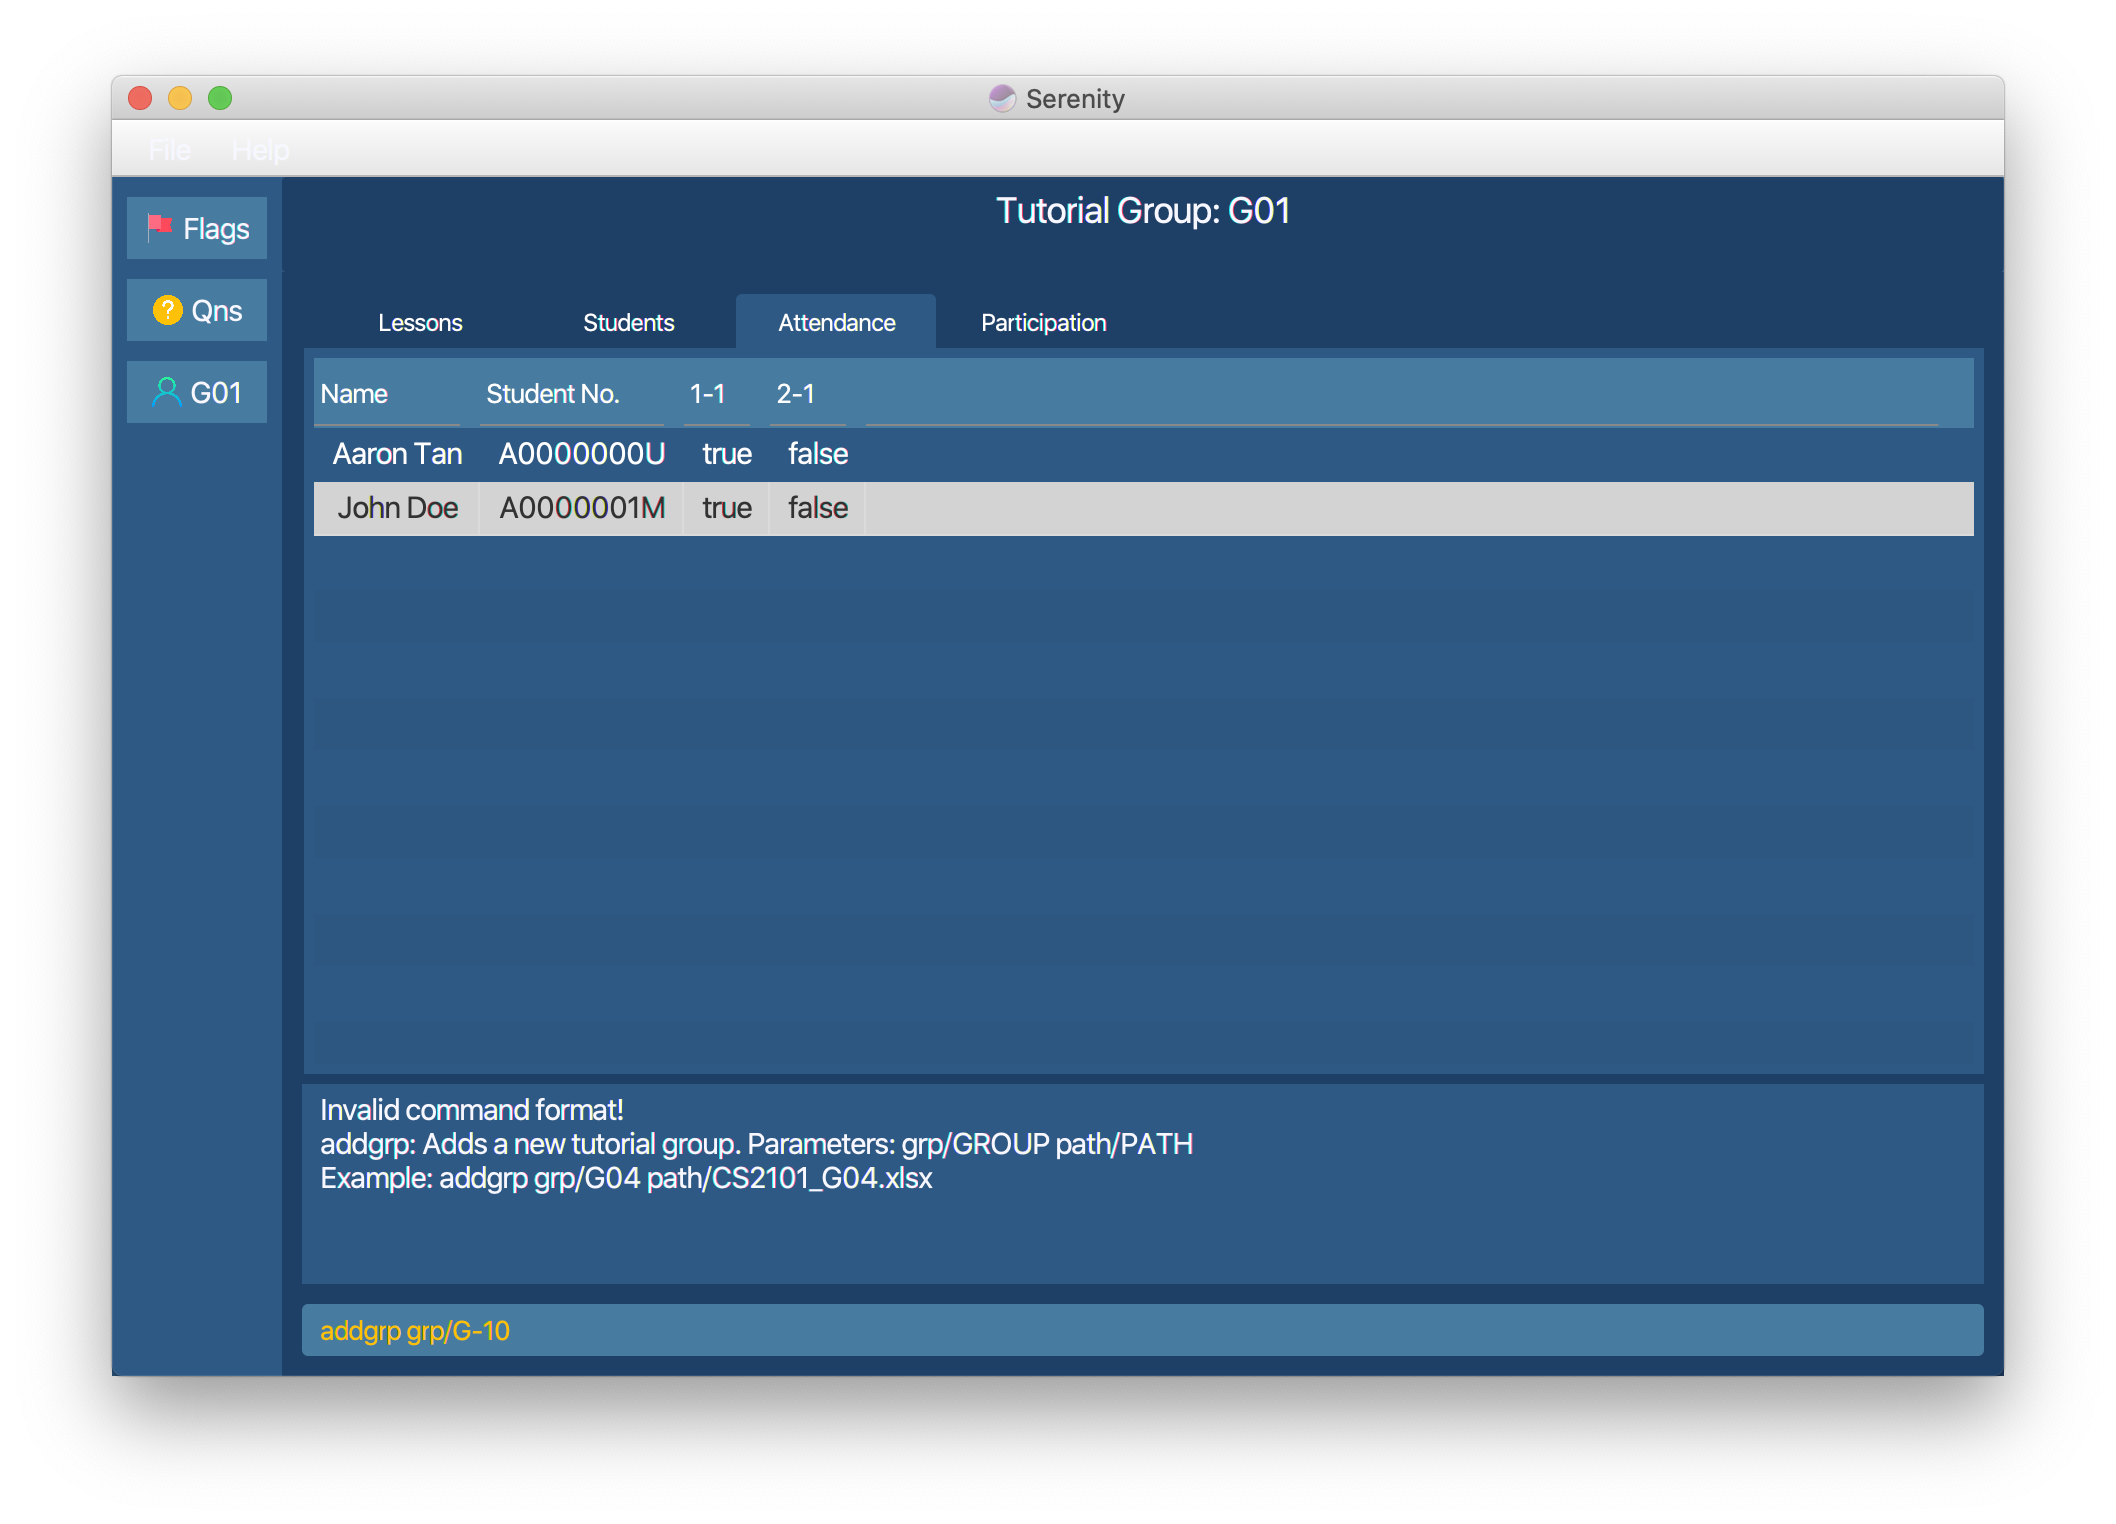 Serenity
File Help
Flags
Qns
G01
Tutorial Group: G01
Lessons Students Attendance Participation
Name Student No. 1-1 2-1
Aaron Tan A0000000U true false
John Doe A0000001M true false
Invalid command format!
addgrp: Adds a new tutorial group. Parameters: grp/GROUP path/PATH
Example: addgrp grp/G04 path/CS2101_G04.xlsx
addgrp grp/G-10